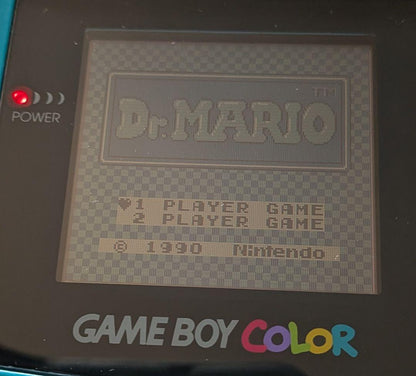 POWER
TM
Dr. MARIO
♥1 PLAYER GAME
2 PLAYER GAME
© 1990 Nintendo
GAME BOY COLOR